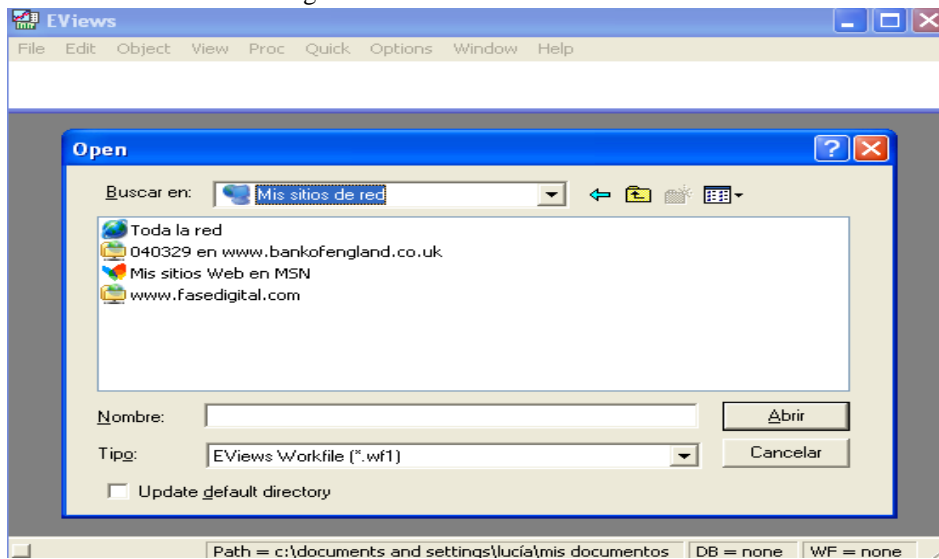 EViews
File Edit Object View Proc Quick Options Window Help
Open
Buscar en: Mis sitios de red
Toda la red
040329 en www.bankofengland.co.uk
Mis sitios Web en MSN
www.fasedigital.com
Nombre: Abrir
Tipo: EViews Workfile (*.wf1) Cancelar
Update default directory
Path = c:\documents and settings\lucía\mis documentos DB = none WF = none